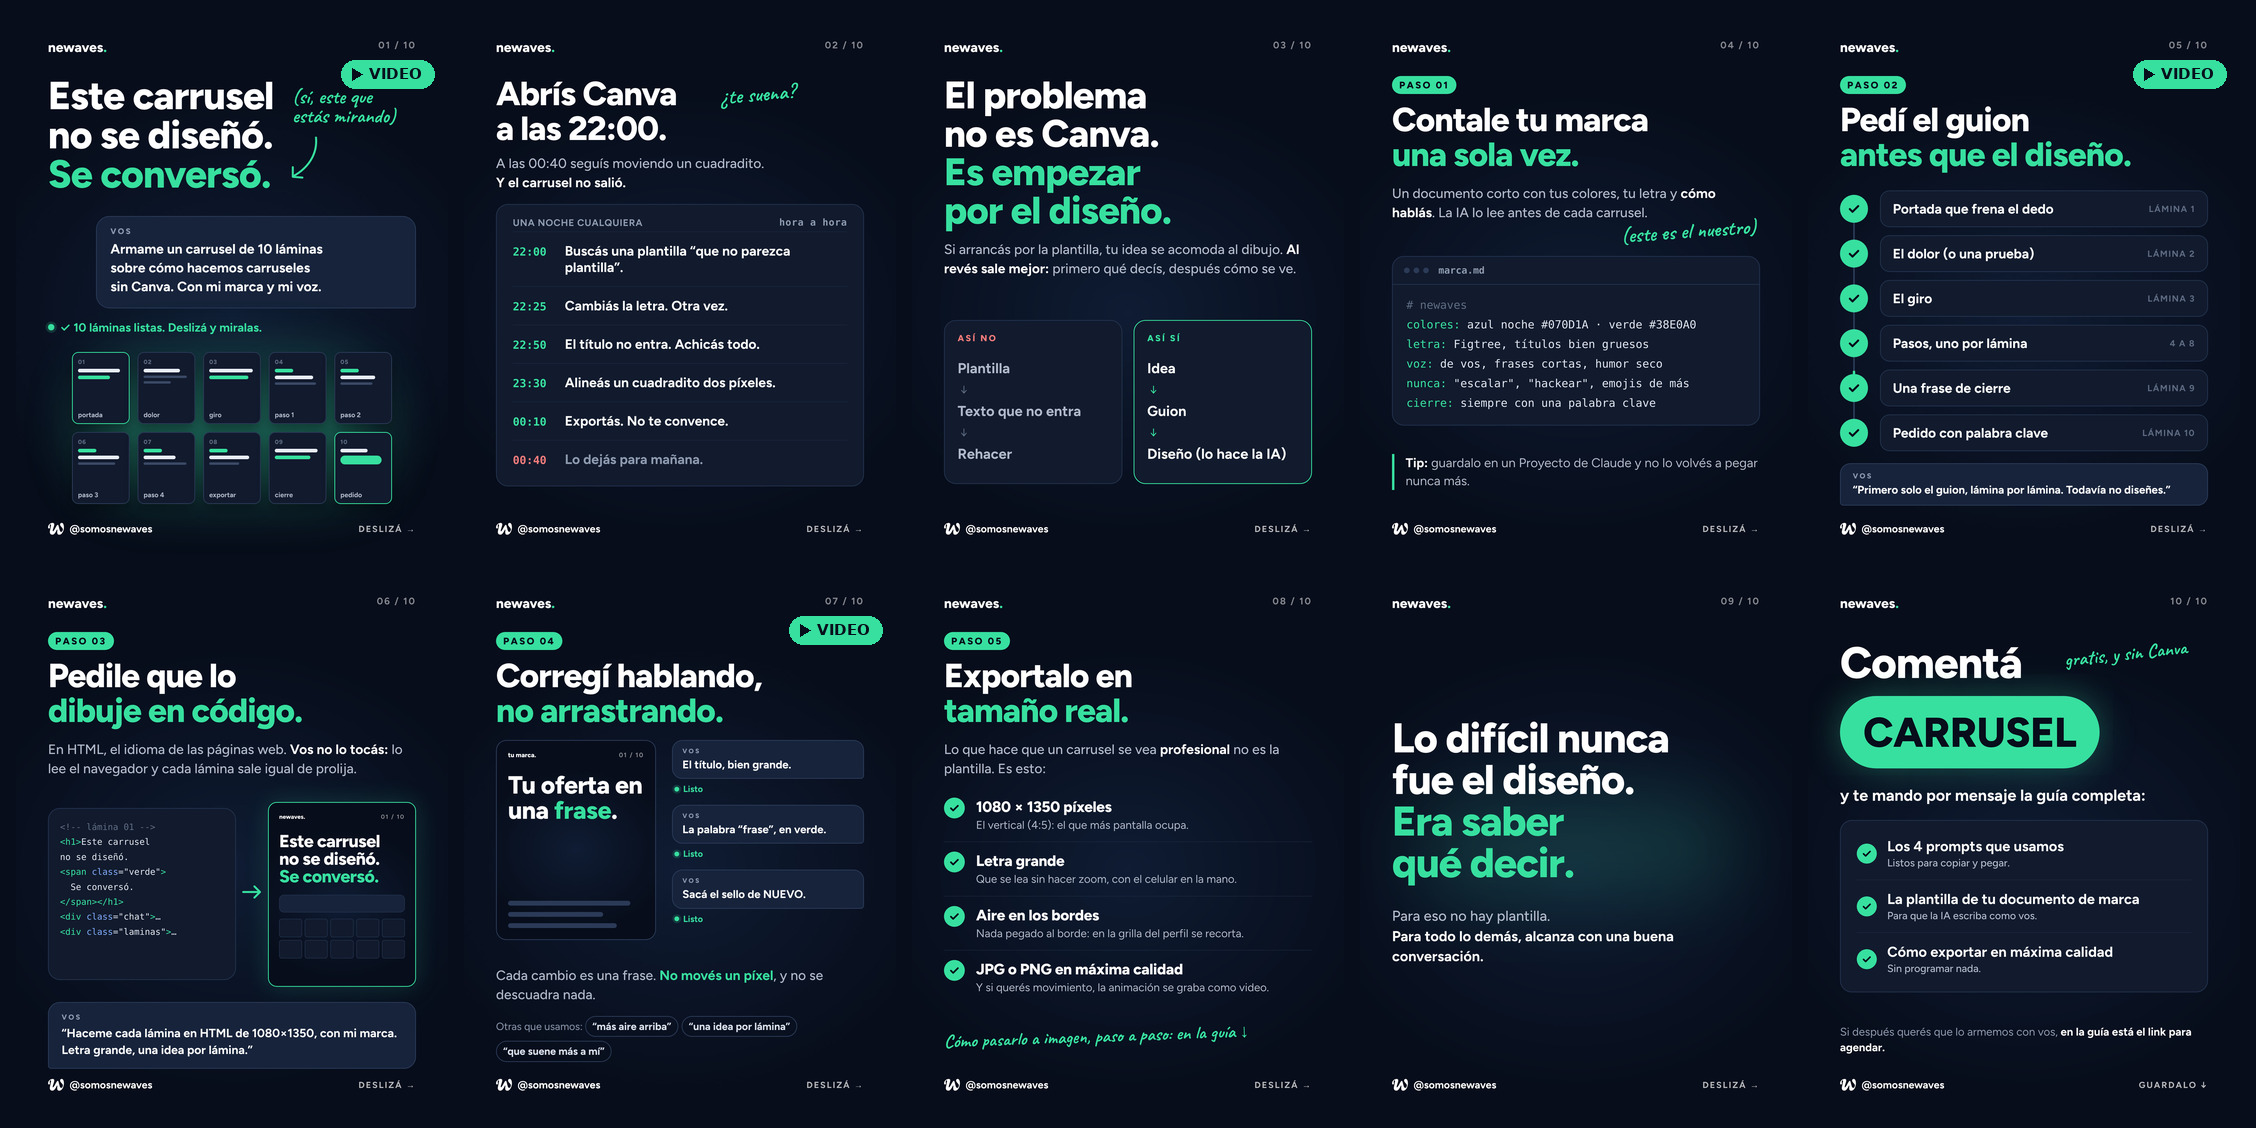 newaves.
01 / 10
▶ VIDEO
Este carrusel
no se diseñó.
Se conversó.
(sí, este que
estás mirando)
VOS
Armame un carrusel de 10 láminas
sobre cómo hacemos carruseles
sin Canva. Con mi marca y mi voz.
✓ 10 láminas listas. Deslizá y miralas.
01
portada
02
dolor
03
giro
04
paso 1
05
paso 2
06
paso 3
07
paso 4
08
exportar
09
cierre
10
pedido
@somosnewaves
DESLIZÁ →
newaves.
02 / 10
Abrís Canva
a las 22:00.
¿te suena?
A las 00:40 seguís moviendo un cuadradito.
Y el carrusel no salió.
UNA NOCHE CUALQUIERA
hora a hora
22:00 Buscás una plantilla “que no parezca
plantilla”.
22:25 Cambiás la letra. Otra vez.
22:50 El título no entra. Achicás todo.
23:30 Alineás un cuadradito dos píxeles.
00:10 Exportás. No te convence.
00:40 Lo dejás para mañana.
@somosnewaves
DESLIZÁ →
newaves.
03 / 10
El problema
no es Canva.
Es empezar
por el diseño.
Si arrancás por la plantilla, tu idea se acomoda al dibujo. Al
revés sale mejor: primero qué decís, después cómo se ve.
ASÍ NO
Plantilla
↓
Texto que no entra
↓
Rehacer
ASÍ SÍ
Idea
↓
Guion
↓
Diseño (lo hace la IA)
@somosnewaves
DESLIZÁ →
newaves.
04 / 10
PASO 01
Contale tu marca
una sola vez.
Un documento corto con tus colores, tu letra y cómo
hablás. La IA lo lee antes de cada carrusel.
(este es el nuestro)
marca.md
# newaves
colores: azul noche #070D1A · verde #38E0A0
letra: Figtree, títulos bien gruesos
voz: de vos, frases cortas, humor seco
nunca: "escalar", "hackear", emojis de más
cierre: siempre con una palabra clave
Tip: guardalo en un Proyecto de Claude y no lo volvés a pegar
nunca más.
@somosnewaves
DESLIZÁ →
newaves.
05 / 10
▶ VIDEO
PASO 02
Pedí el guion
antes que el diseño.
Portada que frena el dedo LÁMINA 1
El dolor (o una prueba) LÁMINA 2
El giro LÁMINA 3
Pasos, uno por lámina 4 A 8
Una frase de cierre LÁMINA 9
Pedido con palabra clave LÁMINA 10
VOS
“Primero solo el guion, lámina por lámina. Todavía no diseñes.”
@somosnewaves
DESLIZÁ →
newaves.
06 / 10
PASO 03
Pedile que lo
dibuje en código.
En HTML, el idioma de las páginas web. Vos no lo tocás: lo
lee el navegador y cada lámina sale igual de prolija.
<!-- lámina 01 -->
<h1>Este carrusel
no se diseñó.
<span class="verde">
Se conversó.
</span></h1>
<div class="chat">…
<div class="laminas">…
→
newaves.
01 / 10
Este carrusel
no se diseñó.
Se conversó.
VOS
“Haceme cada lámina en HTML de 1080×1350, con mi marca.
Letra grande, una idea por lámina.”
@somosnewaves
DESLIZÁ →
newaves.
07 / 10
▶ VIDEO
PASO 04
Corregí hablando,
no arrastrando.
tu marca.
01 / 10
Tu oferta en
una frase.
VOS
El título, bien grande.
Listo
VOS
La palabra “frase”, en verde.
Listo
VOS
Sacá el sello de NUEVO.
Listo
Cada cambio es una frase. No movés un píxel, y no se
descuadra nada.
Otras que usamos: “más aire arriba” “una idea por lámina”
“que suene más a mí”
@somosnewaves
DESLIZÁ →
newaves.
08 / 10
PASO 05
Exportalo en
tamaño real.
Lo que hace que un carrusel se vea profesional no es la
plantilla. Es esto:
1080 × 1350 píxeles
El vertical (4:5): el que más pantalla ocupa.
Letra grande
Que se lea sin hacer zoom, con el celular en la mano.
Aire en los bordes
Nada pegado al borde: en la grilla del perfil se recorta.
JPG o PNG en máxima calidad
Y si querés movimiento, la animación se graba como video.
Cómo pasarlo a imagen, paso a paso: en la guía ↓
@somosnewaves
DESLIZÁ →
newaves.
09 / 10
Lo difícil nunca
fue el diseño.
Era saber
qué decir.
Para eso no hay plantilla.
Para todo lo demás, alcanza con una buena
conversación.
@somosnewaves
DESLIZÁ →
newaves.
10 / 10
Comentá
gratis, y sin Canva
CARRUSEL
y te mando por mensaje la guía completa:
Los 4 prompts que usamos
Listos para copiar y pegar.
La plantilla de tu documento de marca
Para que la IA escriba como vos.
Cómo exportar en máxima calidad
Sin programar nada.
Si después querés que lo armemos con vos, en la guía está el link para
agendar.
@somosnewaves
GUARDALO ↓